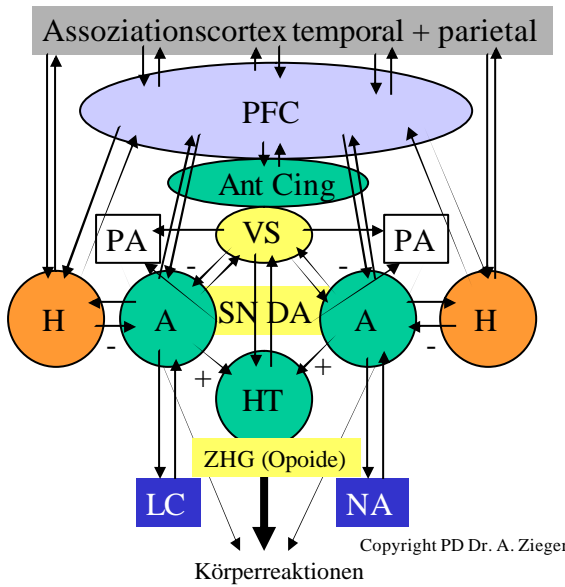 Assoziationscortex temporal + parietal
PFC
Ant Cing
VS
PA
PA
-
-
H
A
SN DA
A
H
-
-
+
+
HT
ZHG (Opoide)
LC
NA
Copyright PD Dr. A. Zieger
Körperreaktionen